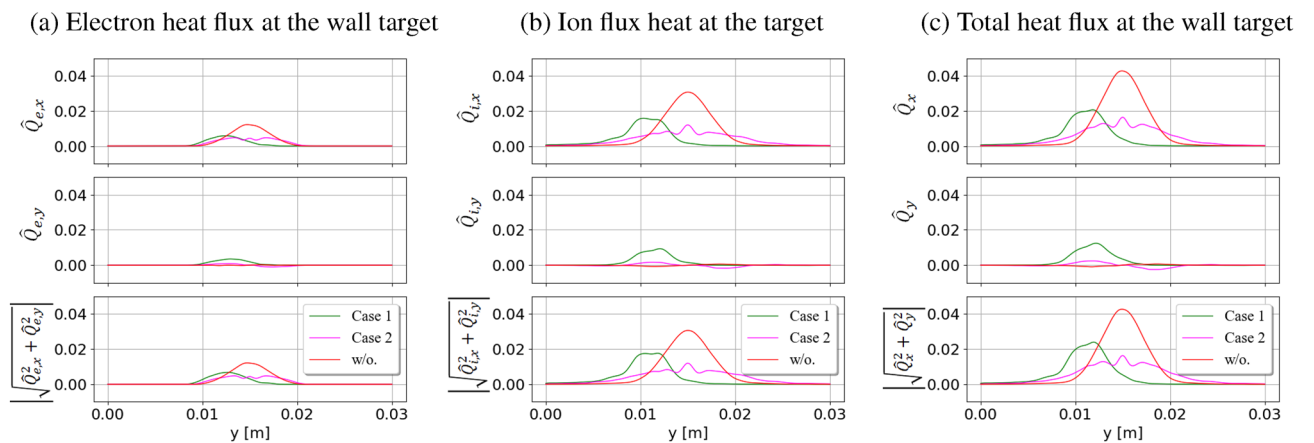 (a) Electron heat flux at the wall target
0.04
0.02
0.00
Q̂e,x
0.04
0.02
0.00
Q̂e,y
0.04
0.02
0.00
|√Q̂²e,x + Q̂²e,y|
Case 1
Case 2
w/o.
0.00 0.01 0.02 0.03
y [m]
(b) Ion flux heat at the target
0.04
0.02
0.00
Q̂i,x
0.04
0.02
0.00
Q̂i,y
0.04
0.02
0.00
|√Q̂²i,x + Q̂²i,y|
Case 1
Case 2
w/o.
0.00 0.01 0.02 0.03
y [m]
(c) Total heat flux at the wall target
0.04
0.02
0.00
Q̂x
0.04
0.02
0.00
Q̂y
0.04
0.02
0.00
|√Q̂²x + Q̂²y|
Case 1
Case 2
w/o.
0.00 0.01 0.02 0.03
y [m]